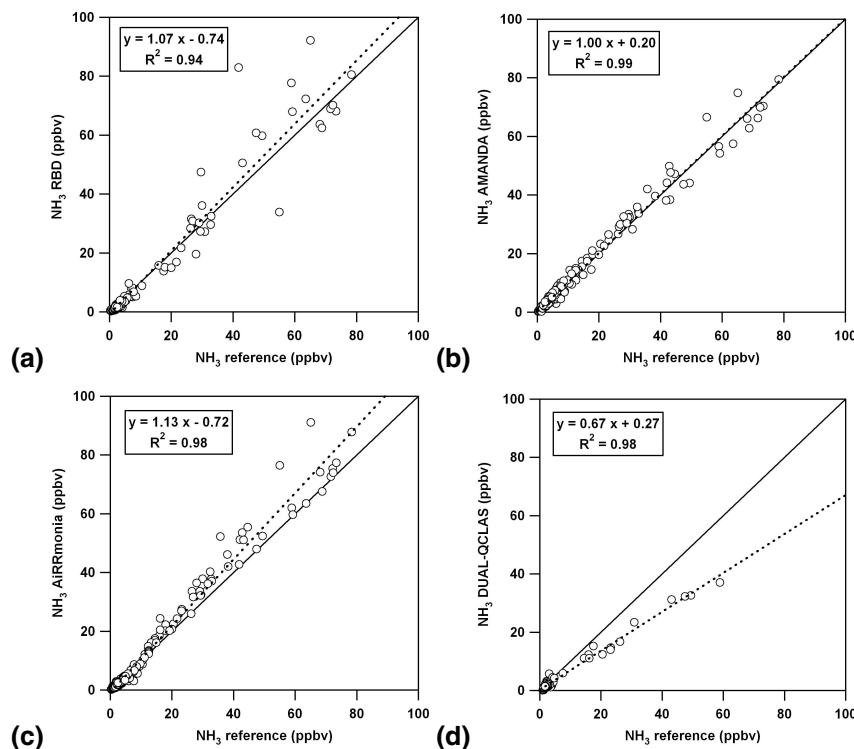 100
80
60
40
20
0
NH3 RBD (ppbv)
y = 1.07 x - 0.74
R2 = 0.94
0 20 40 60 80 100
NH3 reference (ppbv)
(a)
100
80
60
40
20
0
NH3 AMANDA (ppbv)
y = 1.00 x + 0.20
R2 = 0.99
0 20 40 60 80 100
NH3 reference (ppbv)
(b)
100
80
60
40
20
0
NH3 AiRRmonia (ppbv)
y = 1.13 x - 0.72
R2 = 0.98
0 20 40 60 80 100
NH3 reference (ppbv)
(c)
100
80
60
40
20
0
NH3 DUAL-QCLAS (ppbv)
y = 0.67 x + 0.27
R2 = 0.98
0 20 40 60 80 100
NH3 reference (ppbv)
(d)